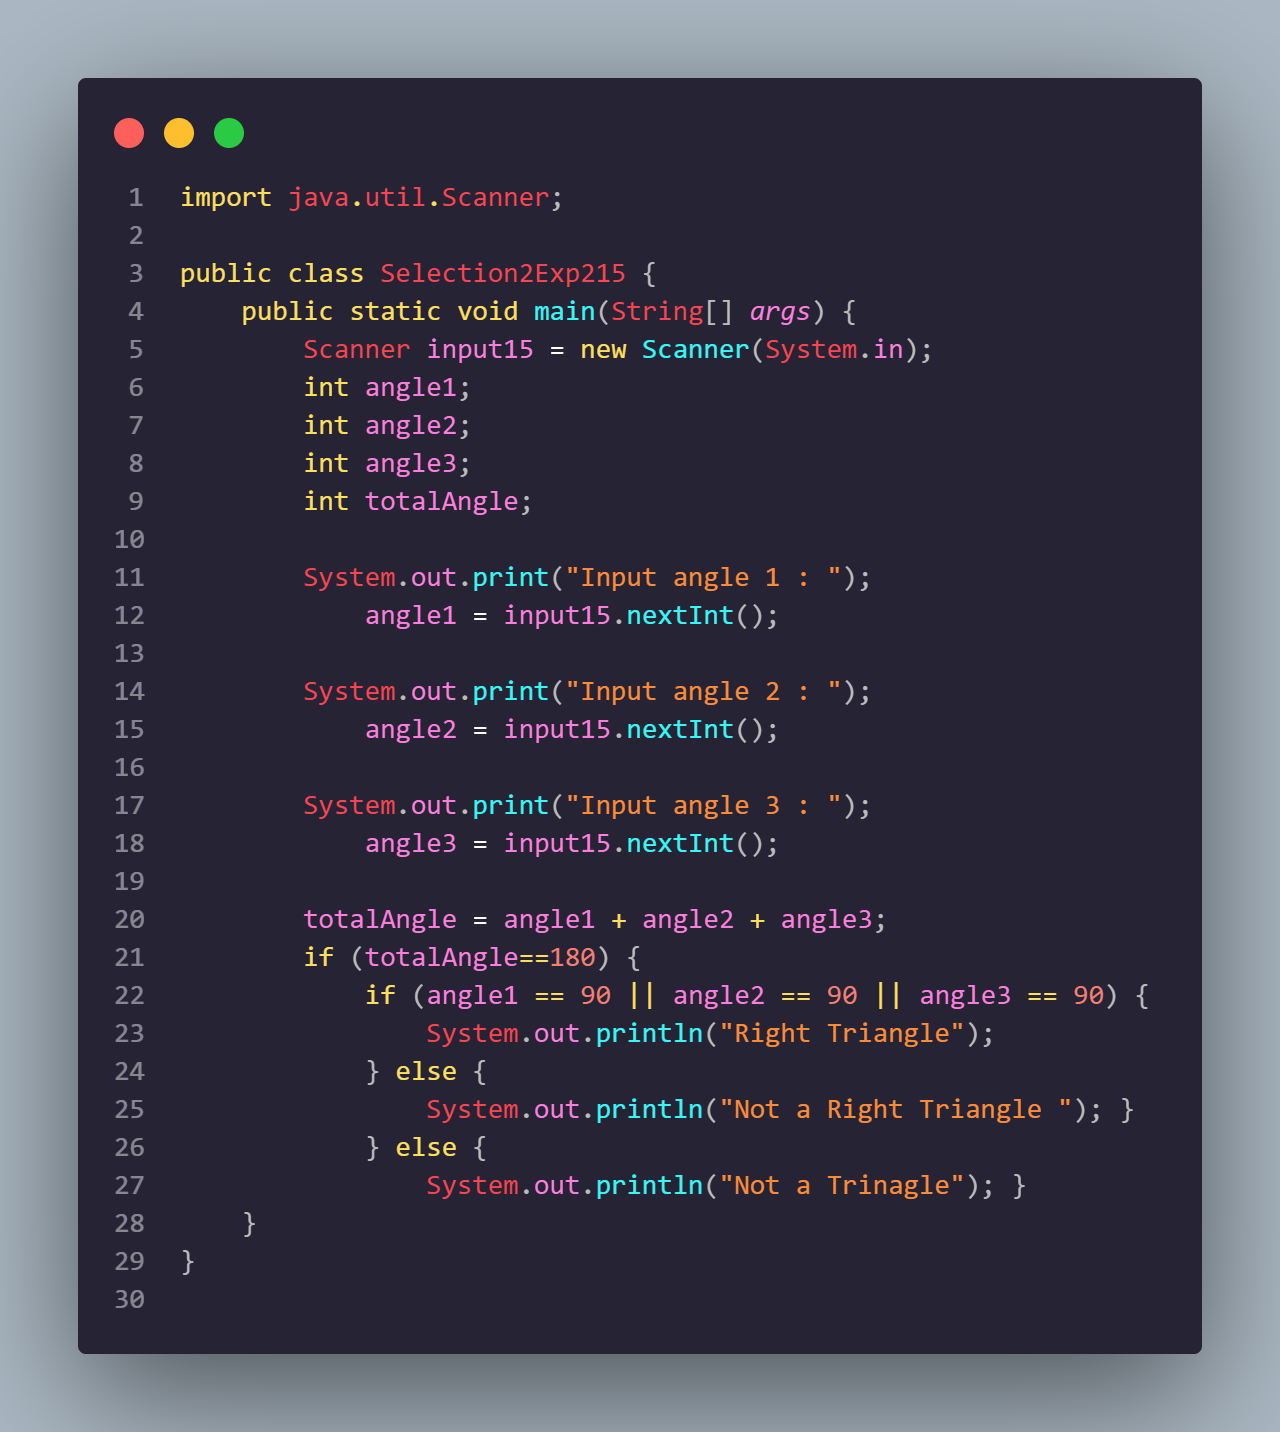 1 import java.util.Scanner;
2
3 public class Selection2Exp215 {
4     public static void main(String[] args) {
5         Scanner input15 = new Scanner(System.in);
6         int angle1;
7         int angle2;
8         int angle3;
9         int totalAngle;
10
11         System.out.print("Input angle 1 : ");
12             angle1 = input15.nextInt();
13
14         System.out.print("Input angle 2 : ");
15             angle2 = input15.nextInt();
16
17         System.out.print("Input angle 3 : ");
18             angle3 = input15.nextInt();
19
20         totalAngle = angle1 + angle2 + angle3;
21         if (totalAngle==180) {
22             if (angle1 == 90 || angle2 == 90 || angle3 == 90) {
23                 System.out.println("Right Triangle");
24             } else {
25                 System.out.println("Not a Right Triangle "); }
26             } else {
27                 System.out.println("Not a Trinagle"); }
28     }
29 }
30